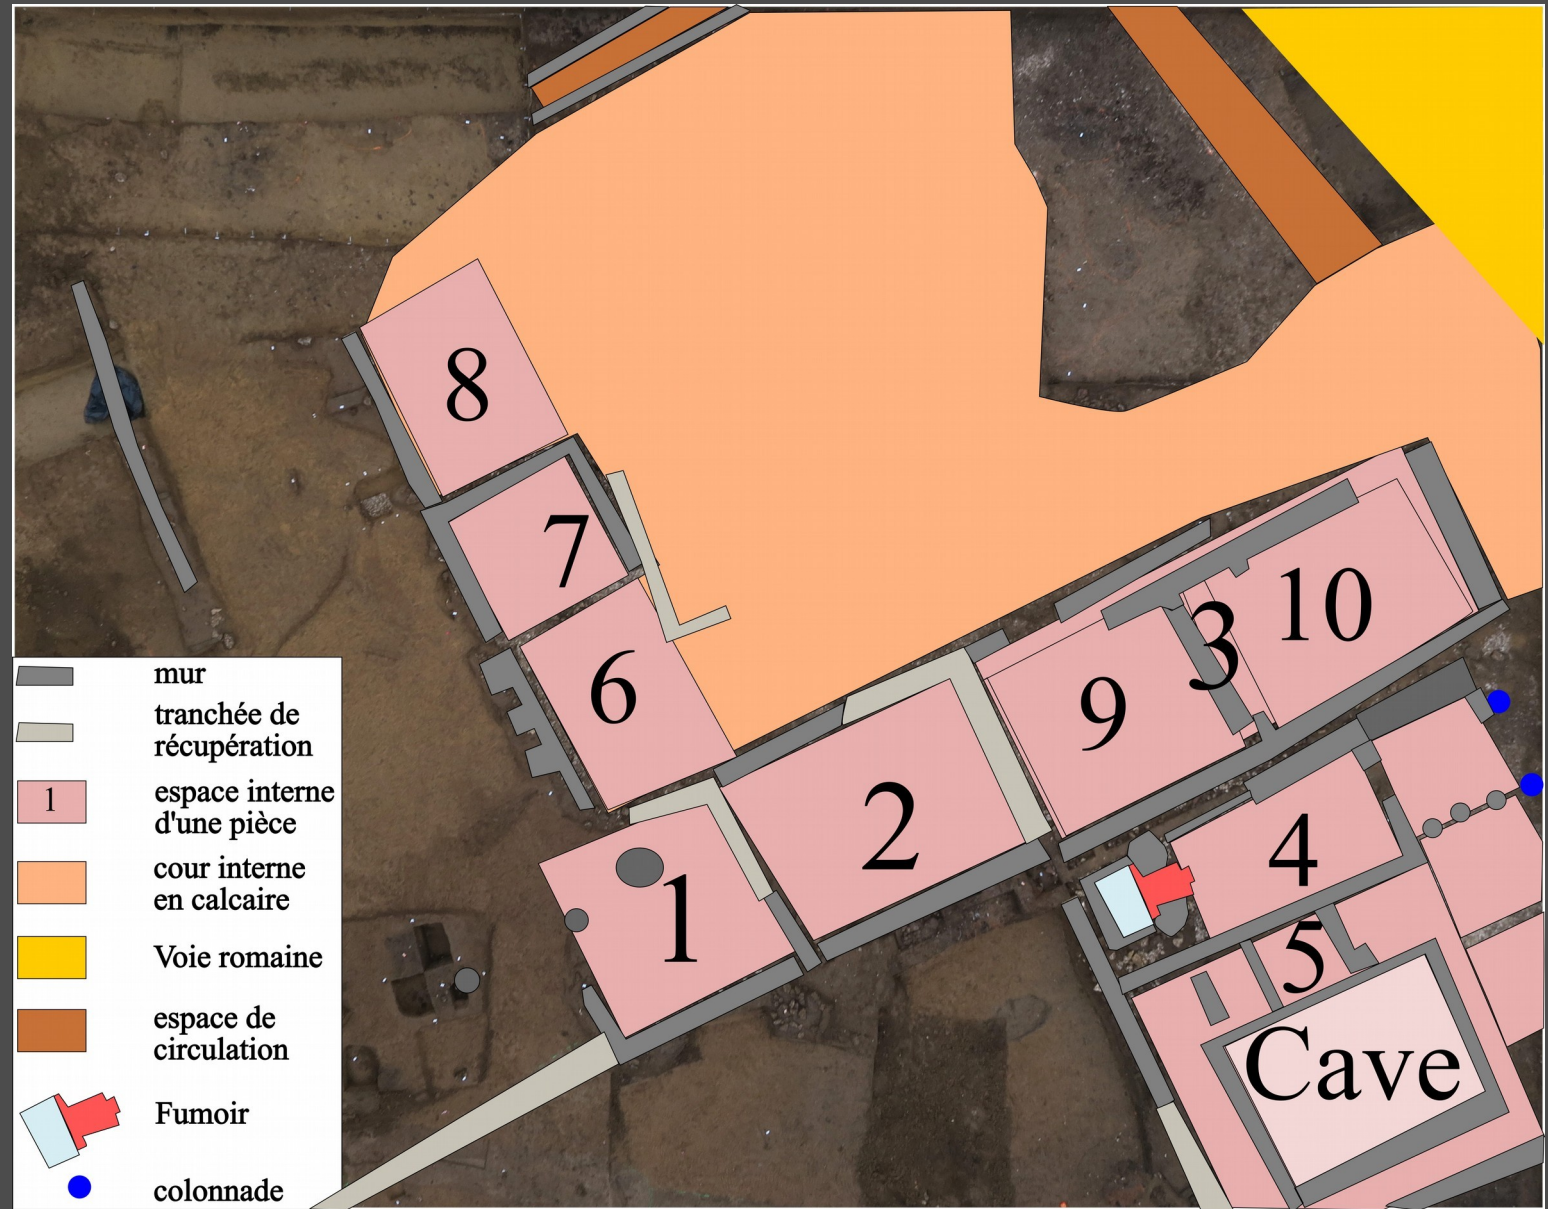 8
7
10
3
6
9
2
4
1
5
Cave
mur
tranchée de
récupération
1
espace interne
d'une pièce
cour interne
en calcaire
Voie romaine
espace de
circulation
Fumoir
colonnade